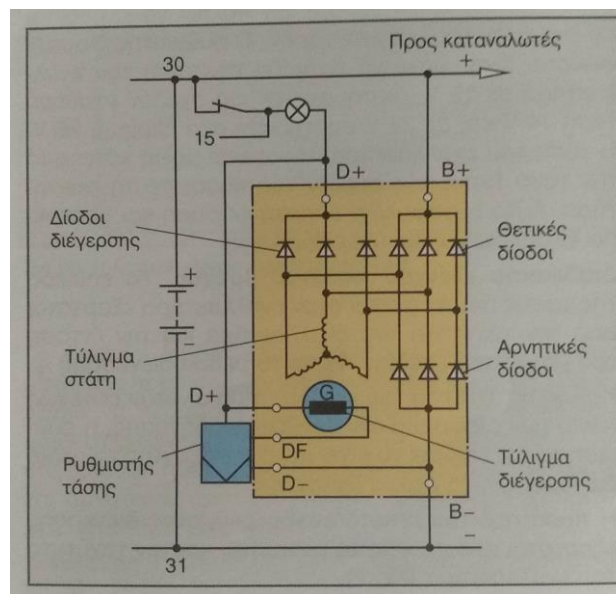 Προς καταναλωτές
30
+
15
D+
B+
Δίοδοι
διέγερσης
Θετικές
δίοδοι
+
−
Τύλιγμα
στάτη
Αρνητικές
δίοδοι
D+
G
DF
Ρυθμιστής
τάσης
D−
Τύλιγμα
διέγερσης
B−
−
31